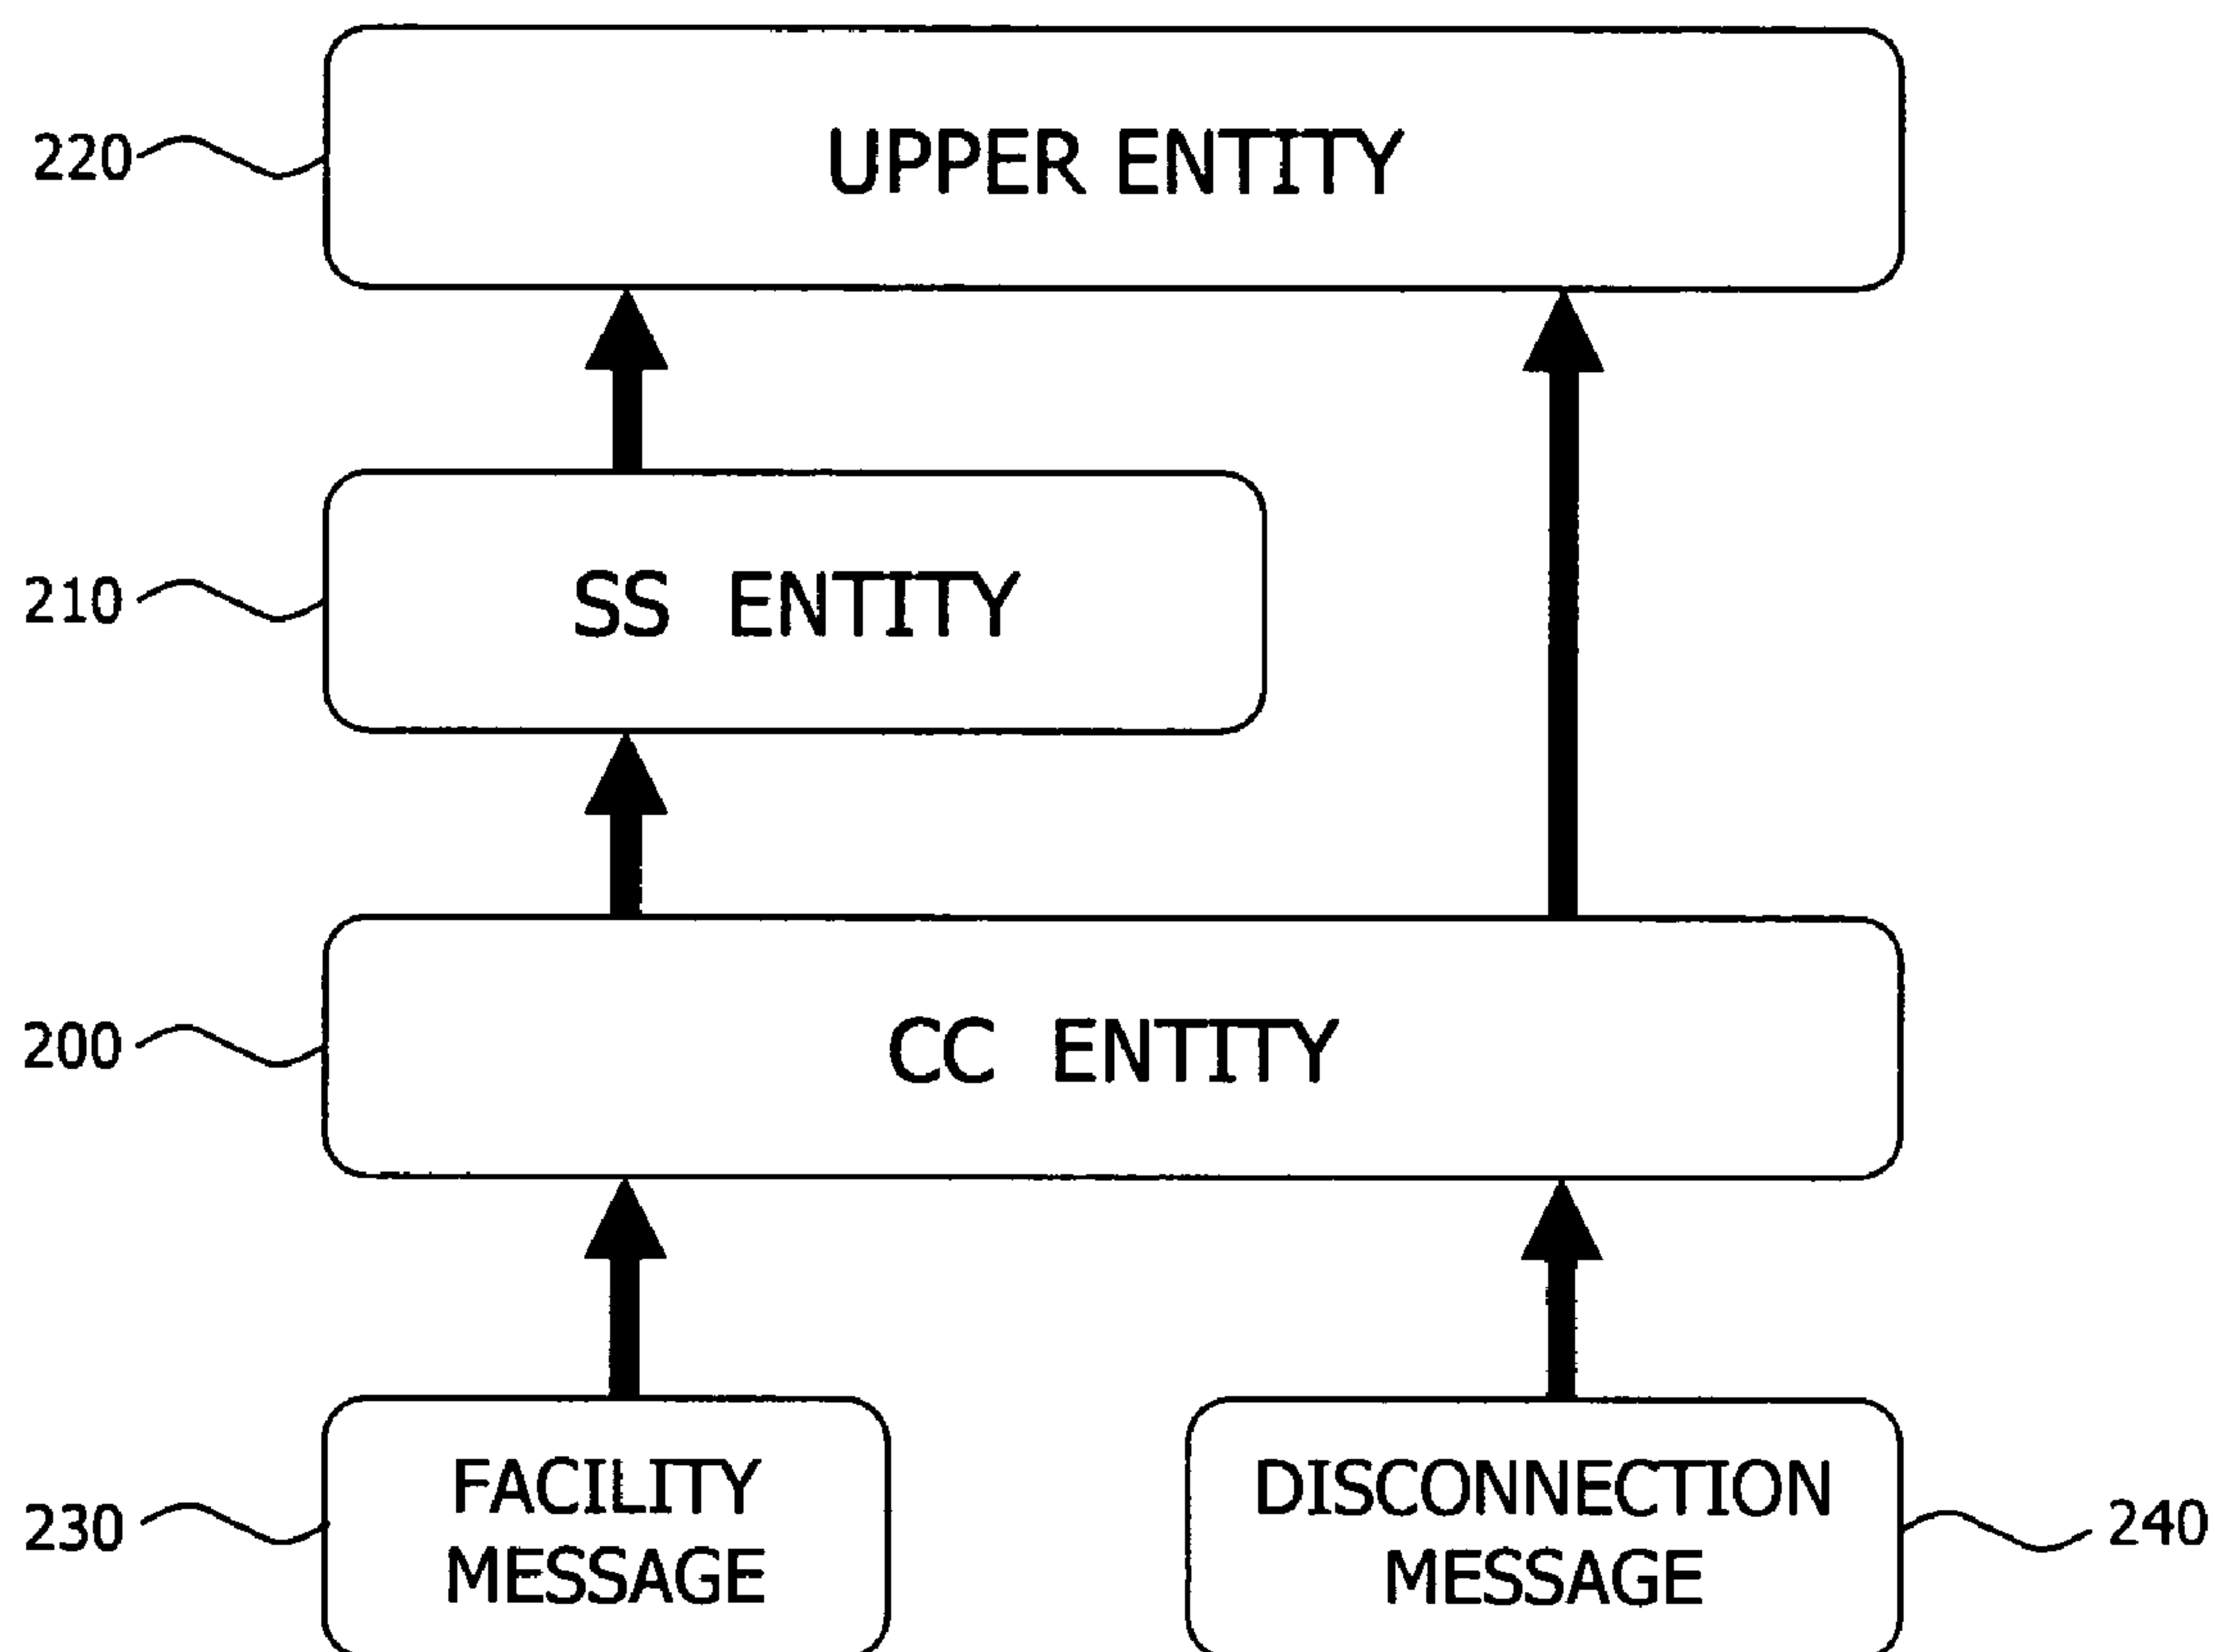 220
UPPER ENTITY
210
SS ENTITY
200
CC ENTITY
230
FACILITY
MESSAGE
DISCONNECTION
MESSAGE
240